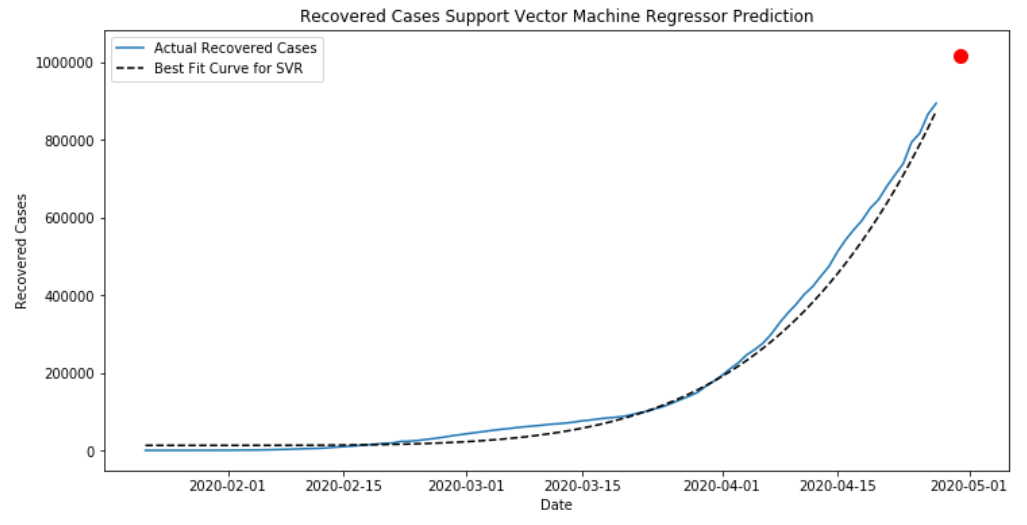 Recovered Cases Support Vector Machine Regressor Prediction
Actual Recovered Cases
Best Fit Curve for SVR
1000000
800000
600000
400000
200000
0
Recovered Cases
2020-02-01 2020-02-15 2020-03-01 2020-03-15 2020-04-01 2020-04-15 2020-05-01
Date